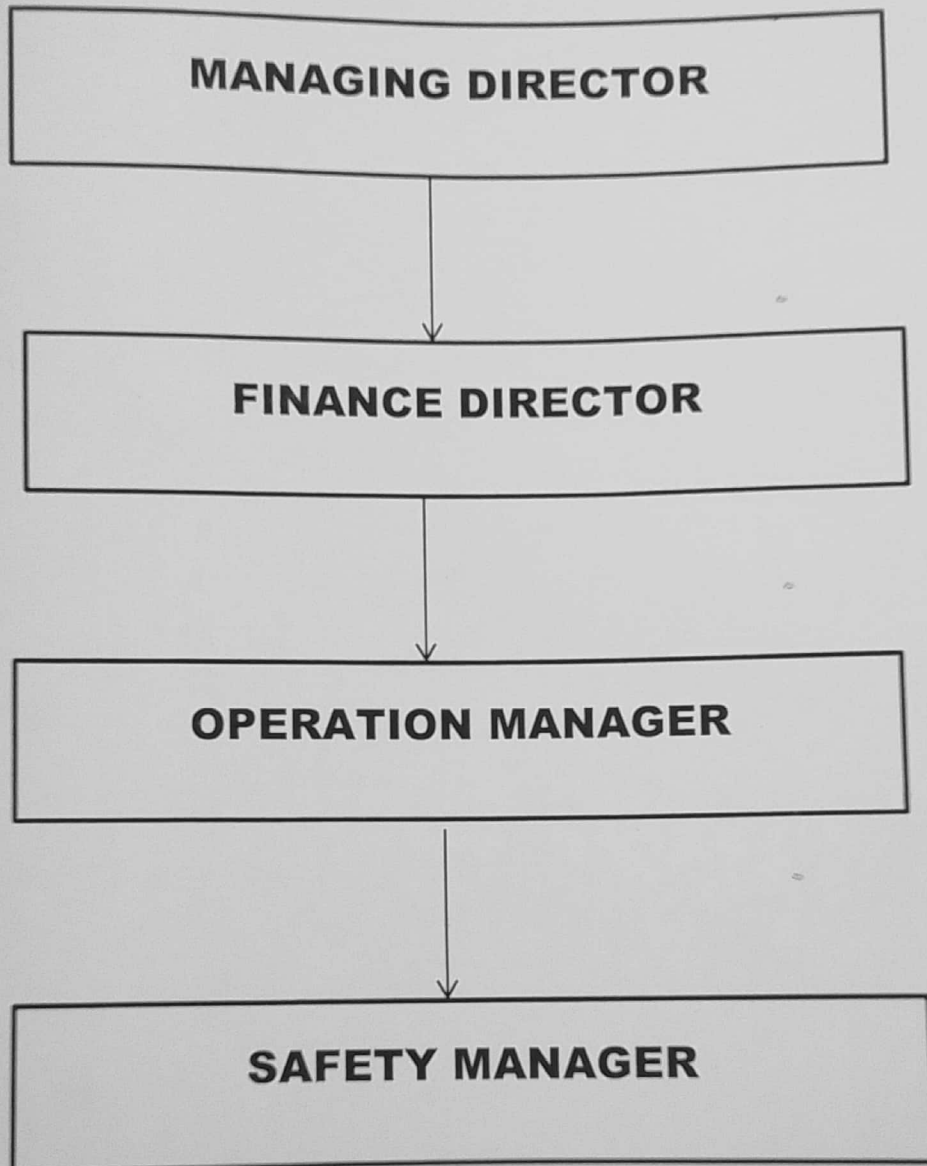 MANAGING DIRECTOR
FINANCE DIRECTOR
OPERATION MANAGER
SAFETY MANAGER